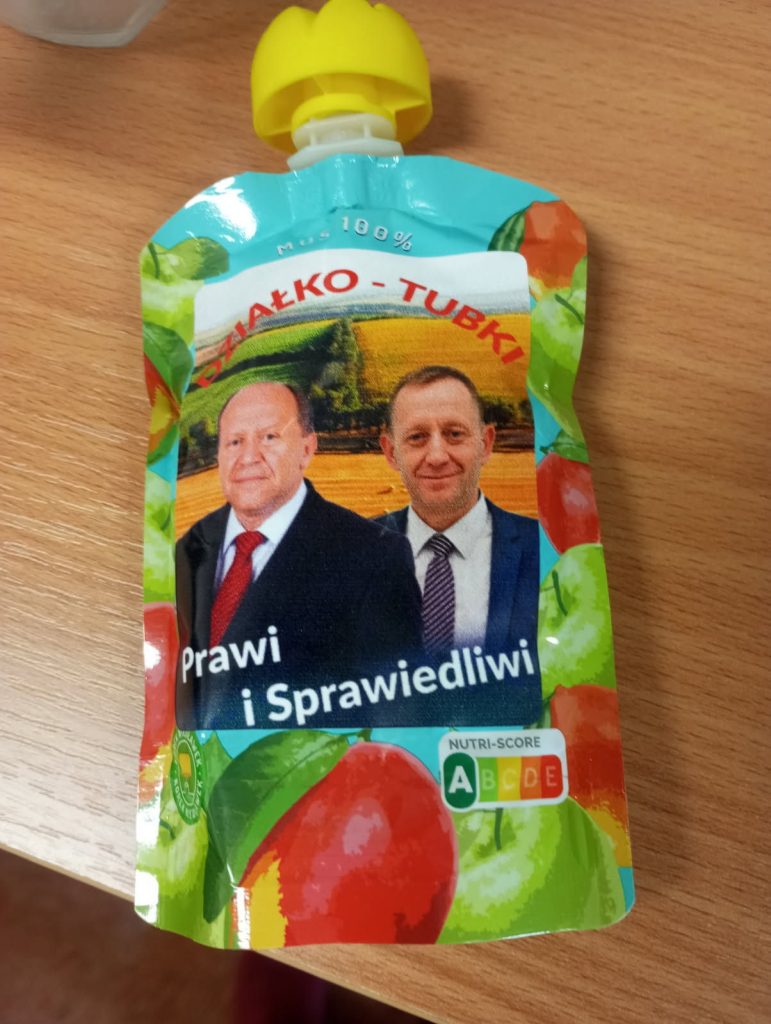 MUS 100%
DZIAŁKO - TUBKI
Prawi
i Sprawiedliwi
NUTRI-SCORE
A B C D E